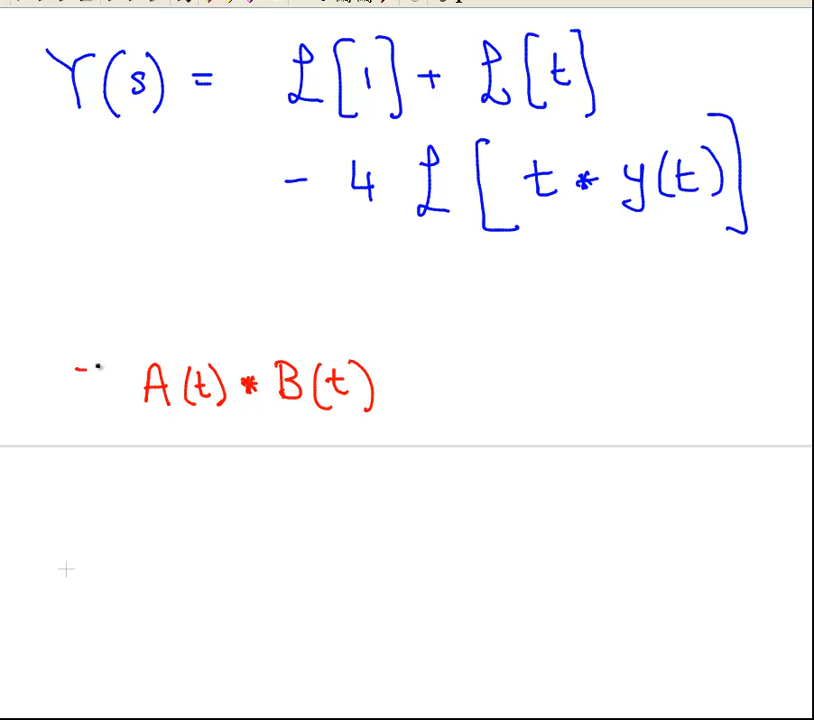 Y(s) = ℒ[1] + ℒ[t]
- 4 ℒ[t * y(t)]
A(t) * B(t)